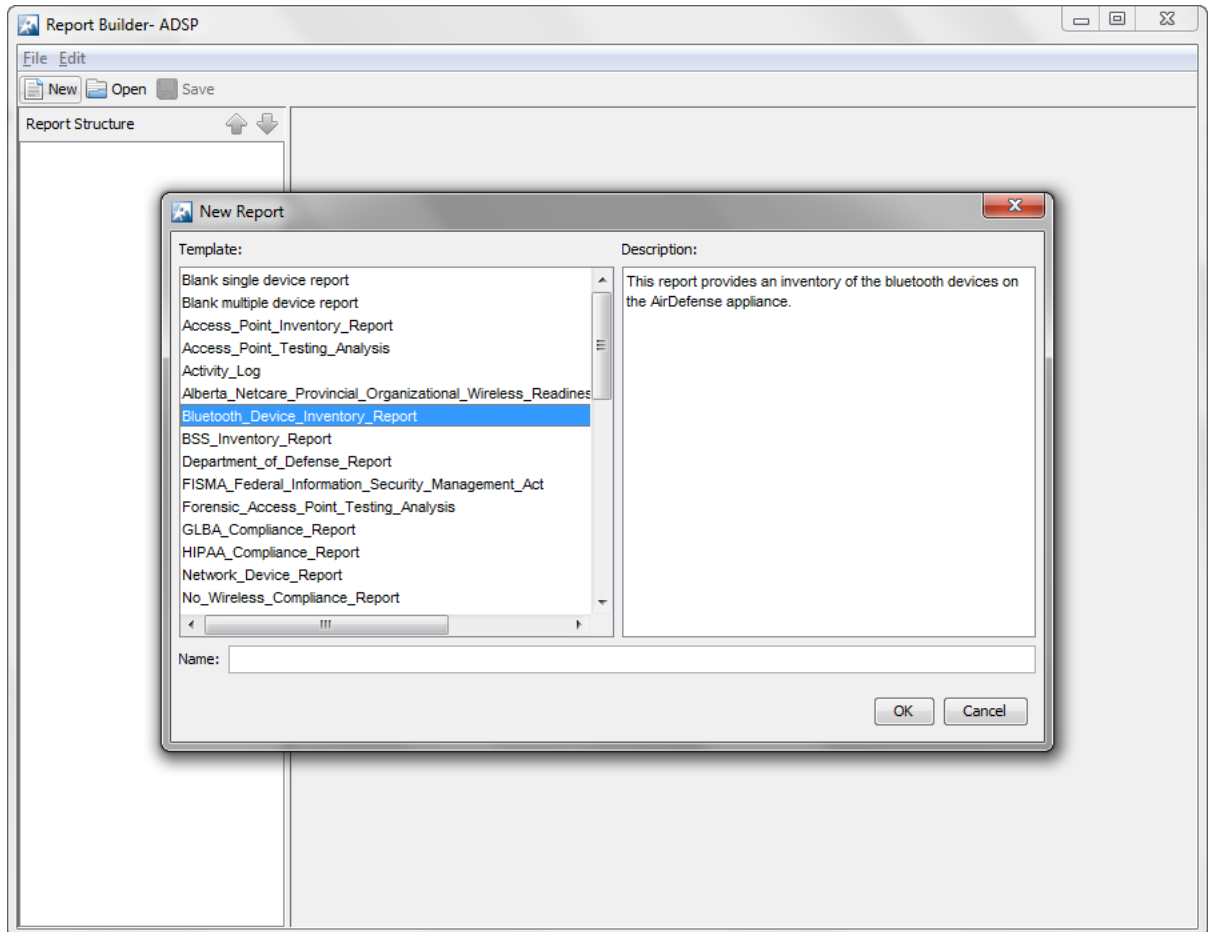 Report Builder- ADSP
File Edit
New Open Save
Report Structure
New Report
Template:
Blank single device report
Blank multiple device report
Access_Point_Inventory_Report
Access_Point_Testing_Analysis
Activity_Log
Alberta_Netcare_Provincial_Organizational_Wireless_Readines
Bluetooth_Device_Inventory_Report
BSS_Inventory_Report
Department_of_Defense_Report
FISMA_Federal_Information_Security_Management_Act
Forensic_Access_Point_Testing_Analysis
GLBA_Compliance_Report
HIPAA_Compliance_Report
Network_Device_Report
No_Wireless_Compliance_Report
Description:
This report provides an inventory of the bluetooth devices on
the AirDefense appliance.
Name:
OK Cancel